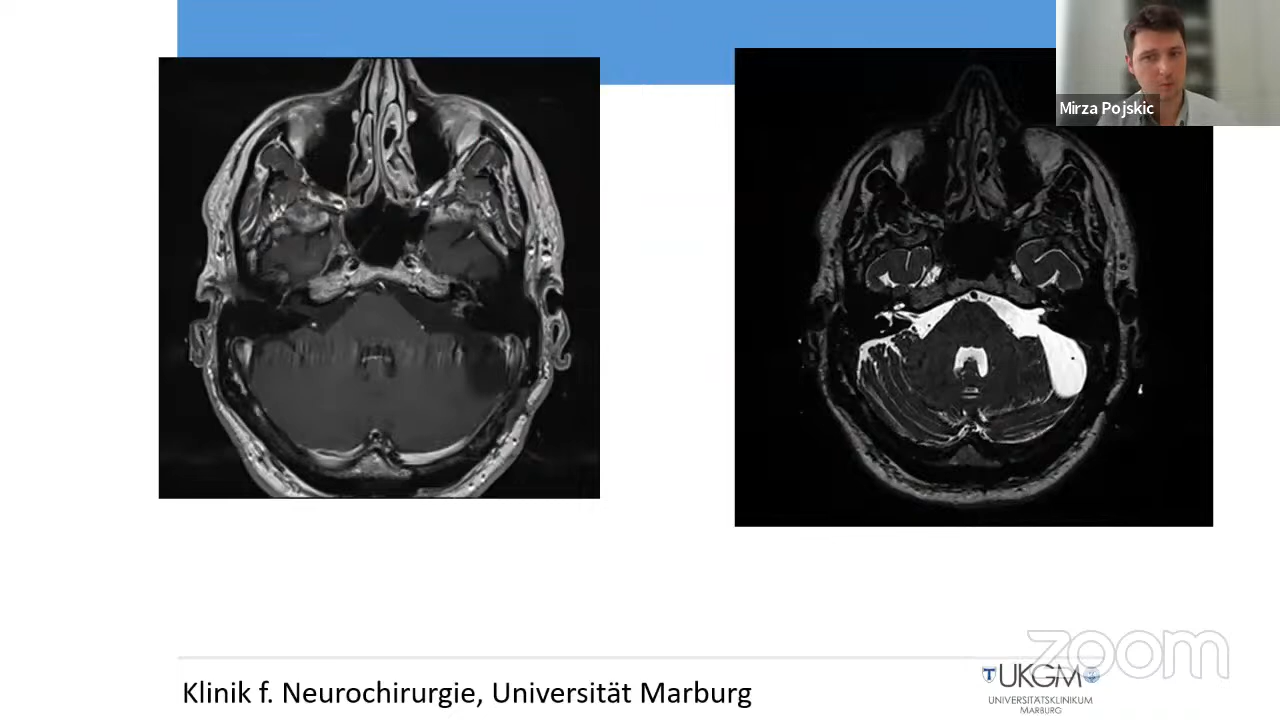 Mirza Pojskic
zoom
Klinik f. Neurochirurgie, Universität Marburg
UKGM
UNIVERSITÄTSKLINIKUM
MARBURG